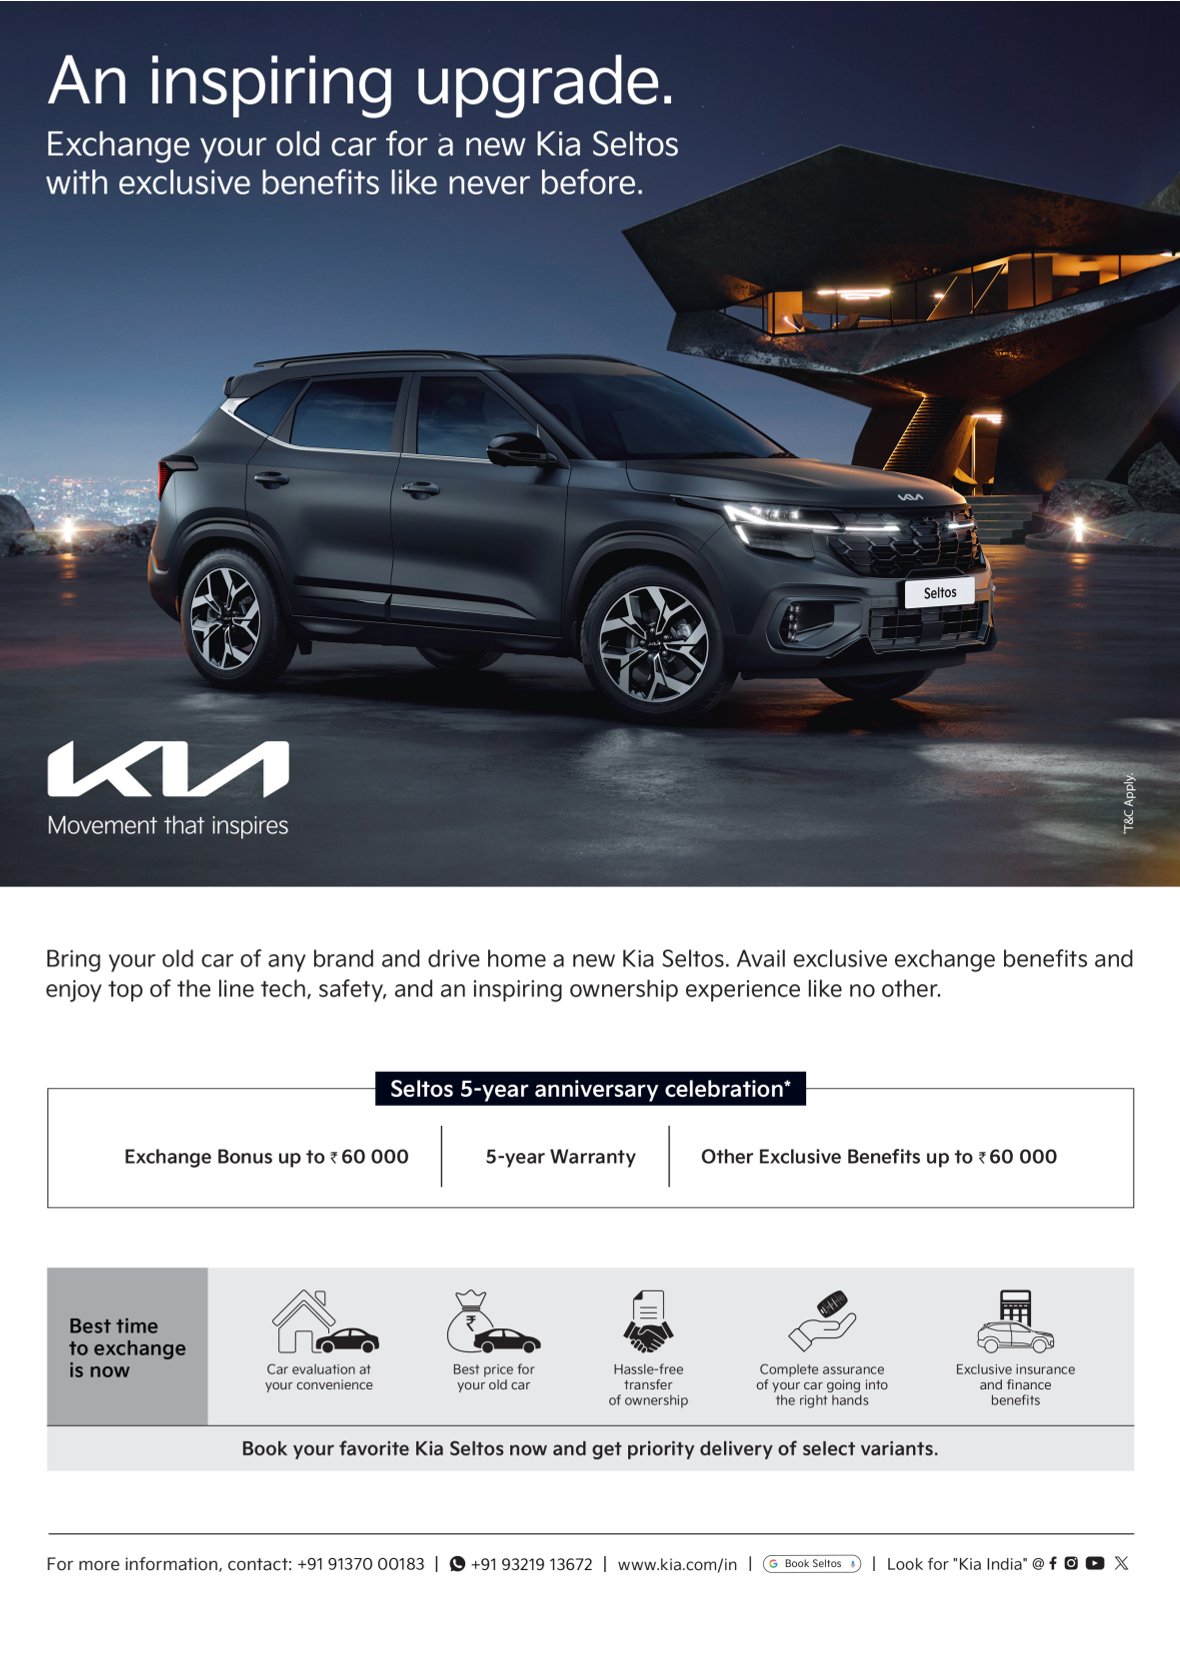 An inspiring upgrade.
Exchange your old car for a new Kia Seltos
with exclusive benefits like never before.
KIA
Seltos
KIA
Movement that inspires
*T&C Apply.
Bring your old car of any brand and drive home a new Kia Seltos. Avail exclusive exchange benefits and
enjoy top of the line tech, safety, and an inspiring ownership experience like no other.
Seltos 5-year anniversary celebration*
Exchange Bonus up to ₹ 60 000
5-year Warranty
Other Exclusive Benefits up to ₹ 60 000
Best time
to exchange
is now
₹
Car evaluation at
your convenience
Best price for
your old car
Hassle-free
transfer
of ownership
Complete assurance
of your car going into
the right hands
Exclusive insurance
and finance
benefits
Book your favorite Kia Seltos now and get priority delivery of select variants.
For more information, contact: +91 91370 00183 | +91 93219 13672 | www.kia.com/in | G Book Seltos | Look for "Kia India" @